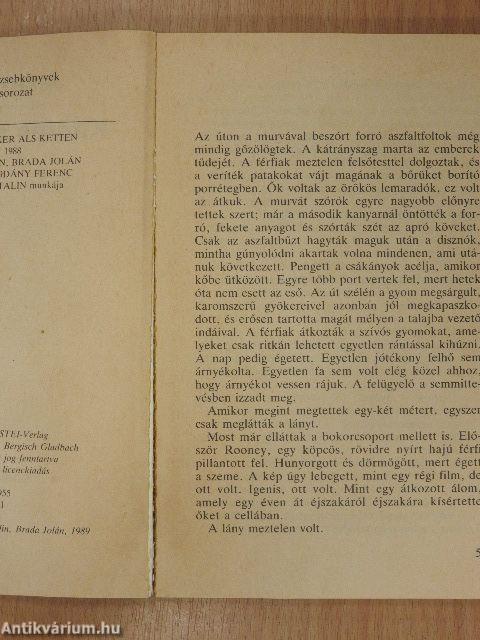 zsebkönyvek
sorozat
KER ALS KETTEN
1988
N, BRADA JOLÁN
GDÁNY FERENC
TALIN munkája
STEI-Verlag
Bergisch Gladbach
jog fenntartva
licenckiadás
955
1
lin, Brada Jolán, 1989
Az úton a murvával beszórt forró aszfaltfoltok még
mindig gőzölögtek. A kátrányszag marta az emberek
tüdejét. A férfiak meztelen felsőtesttel dolgoztak, és
a veríték patakokat vájt magának a bőrüket borító
porrétegben. Ők voltak az örökös lemaradók, ez volt
az átkuk. A murvát szórók egyre nagyobb előnyre
tettek szert; már a második kanyarnál öntötték a for-
ró, fekete anyagot és szórták szét az apró köveket.
Csak az aszfaltbűzt hagyták maguk után a disznók,
mintha gúnyolódni akartak volna mindenen, ami utá-
nuk következett. Pengett a csákányok acélja, amikor
kőbe ütközött. Egyre több port vertek fel, mert hetek
óta nem esett az eső. Az út szélén a gyom megsárgult,
karomszerű gyökereivel azonban jól megkapaszko-
dott, és erősen tartotta magát mélyen a talajba vezető
indáival. A férfiak átkozták a szívós gyomokat, ame-
lyeket csak ritkán lehetett egyetlen rántással kihúzni.
A nap pedig égetett. Egyetlen jótékony felhő sem
árnyékolta. Egyetlen fa sem volt elég közel ahhoz,
hogy árnyékot vessen rájuk. A felügyelő a semmitte-
vésben izzadt meg.
Amikor megint megtettek egy-két métert, egyszer
csak meglátták a lányt.
Most már elláttak a bokorcsoport mellett is. Elő-
ször Rooney, egy köpcös, rövidre nyírt hajú férfi
pillantott fel. Hunyorgott és dörmögött, mert égett
a szeme. A kép úgy lebegett, mint egy régi film, de
ott volt. Igenis, ott volt. Mint egy átkozott álom,
amely egy éven át éjszakáról éjszakára kísértette
őket a cellában.
A lány meztelen volt.
5
Antikvárium.hu